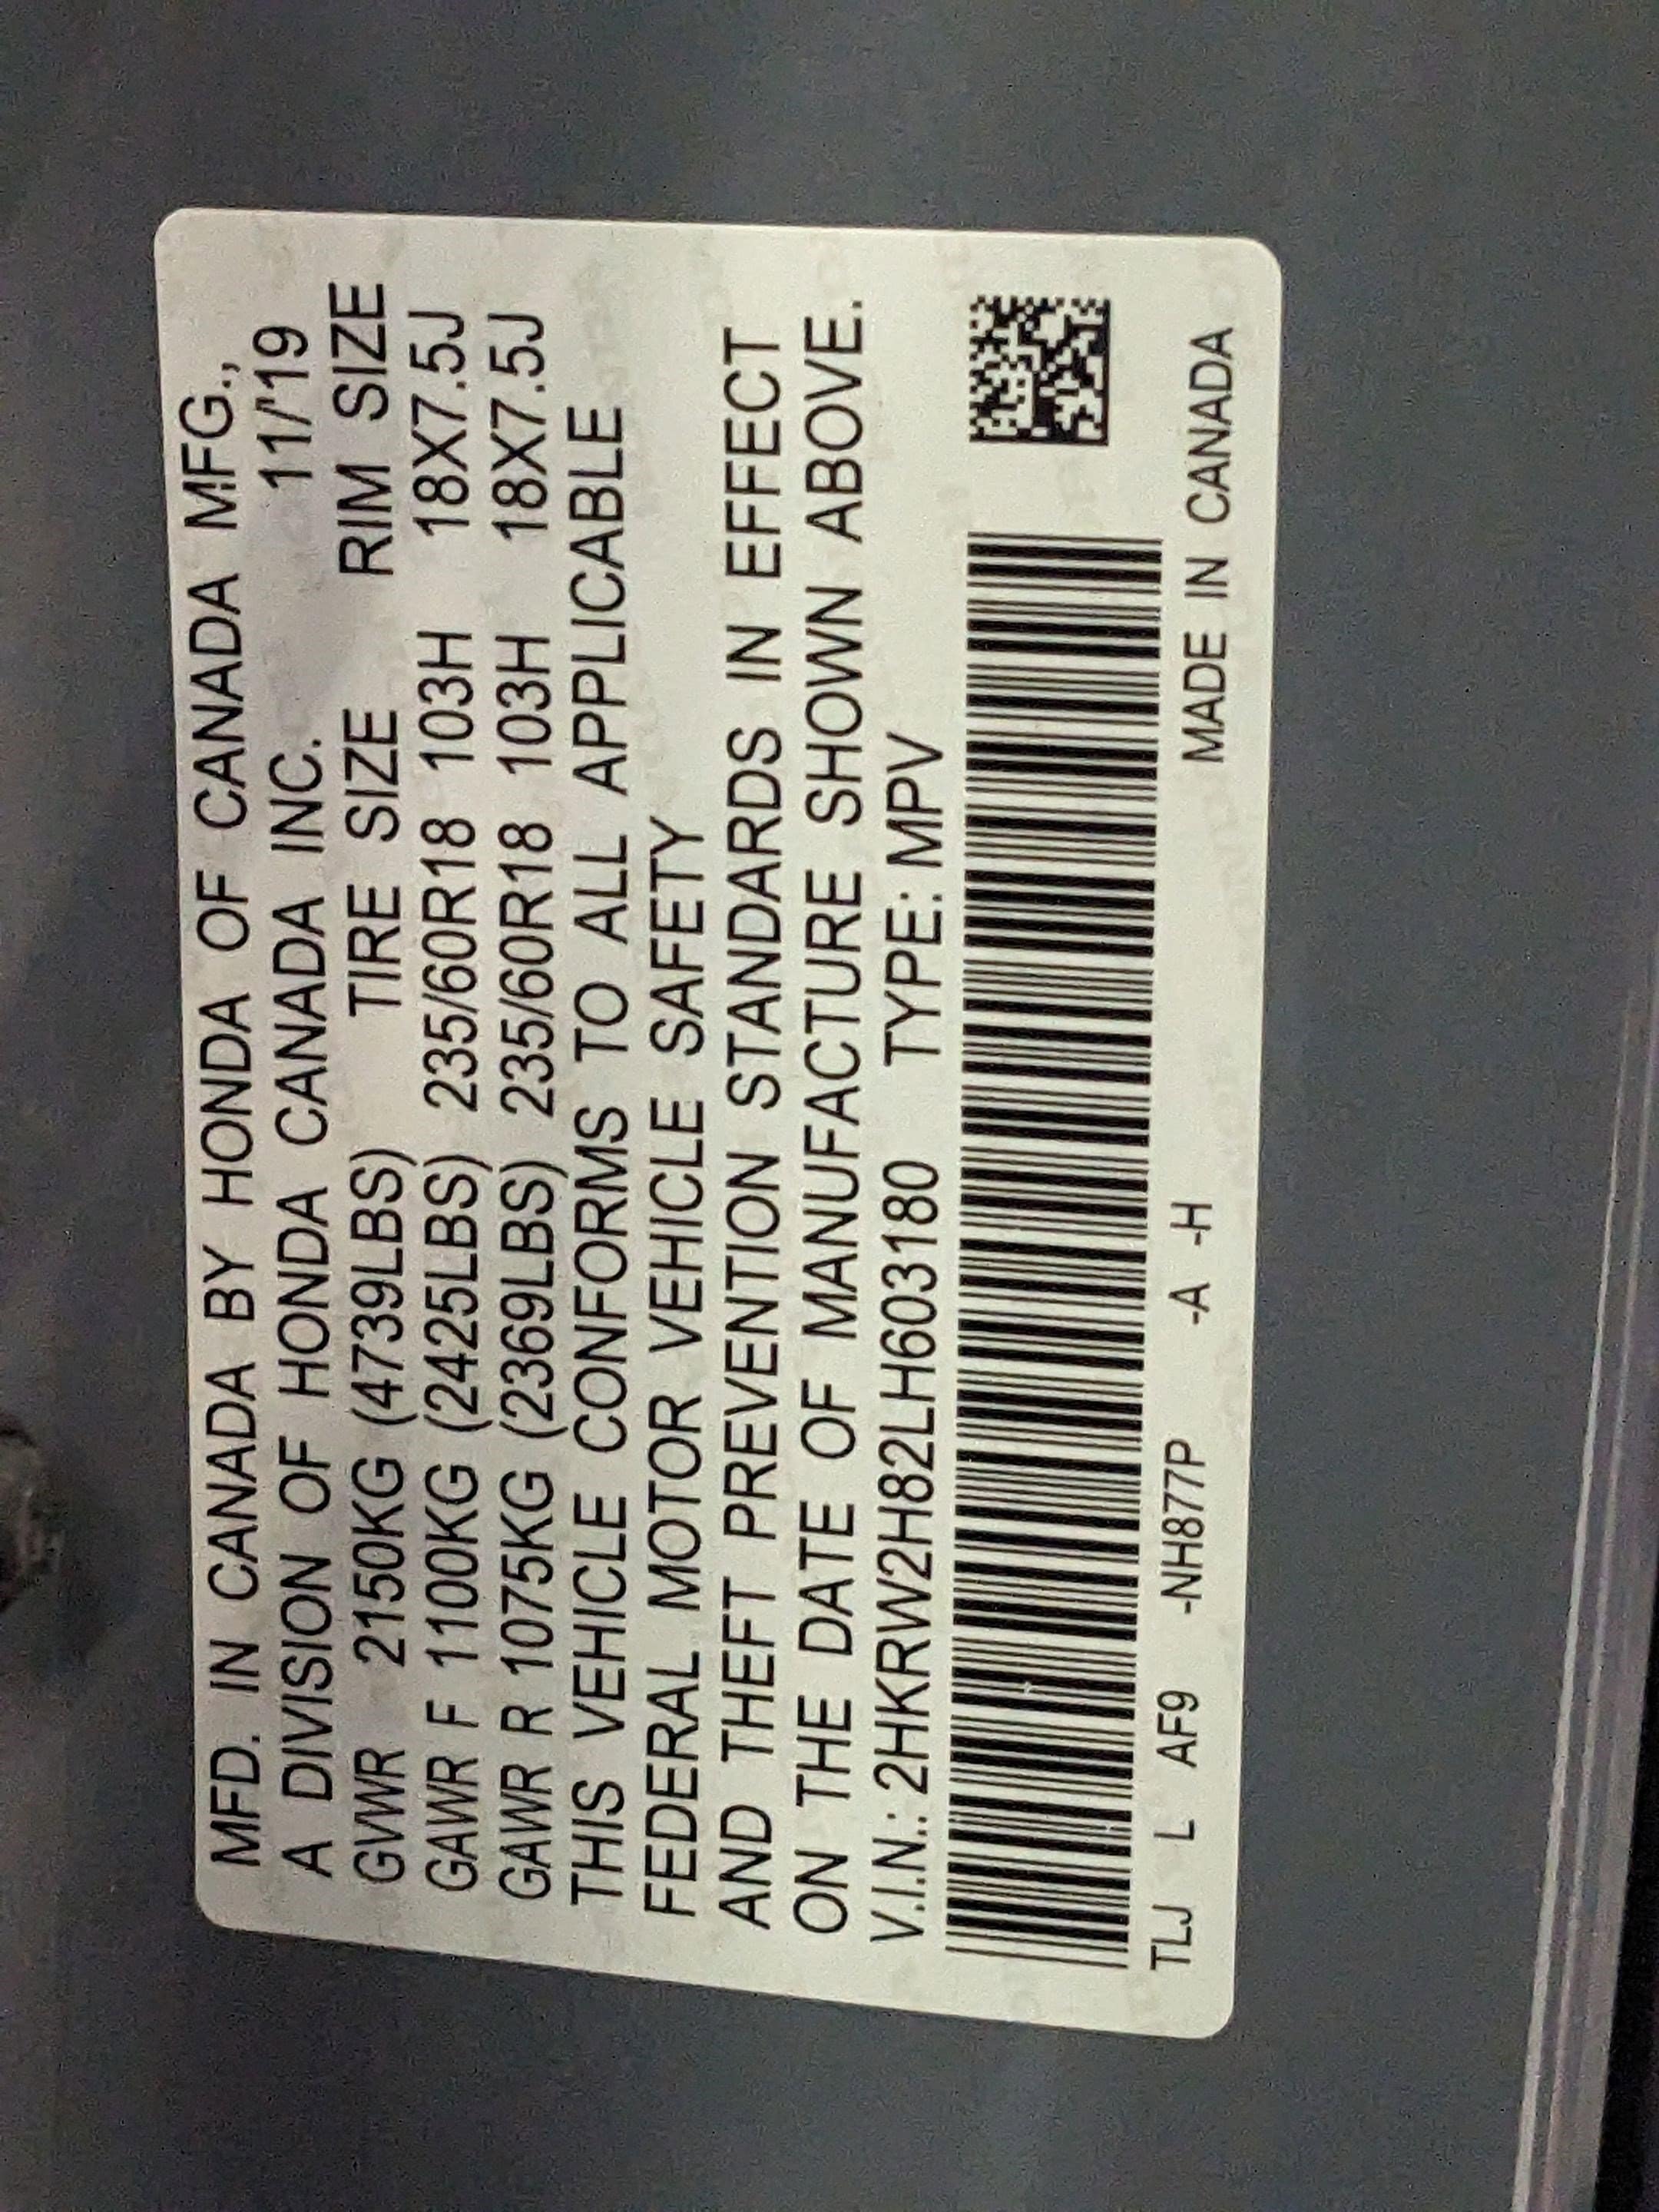 MFD. IN CANADA BY HONDA OF CANADA MFG.,
A DIVISION OF HONDA CANADA INC. 11/'19
GVWR 2150KG (4739LBS) TIRE SIZE RIM SIZE
GAWR F 1100KG (2425LBS) 235/60R18 103H 18X7.5J
GAWR R 1075KG (2369LBS) 235/60R18 103H 18X7.5J
THIS VEHICLE CONFORMS TO ALL APPLICABLE
FEDERAL MOTOR VEHICLE SAFETY
AND THEFT PREVENTION STANDARDS IN EFFECT
ON THE DATE OF MANUFACTURE SHOWN ABOVE.
V.I.N.: 2HKRW2H82LH603180 TYPE: MPV
TLJ L AF9 -NH877P -A -H MADE IN CANADA